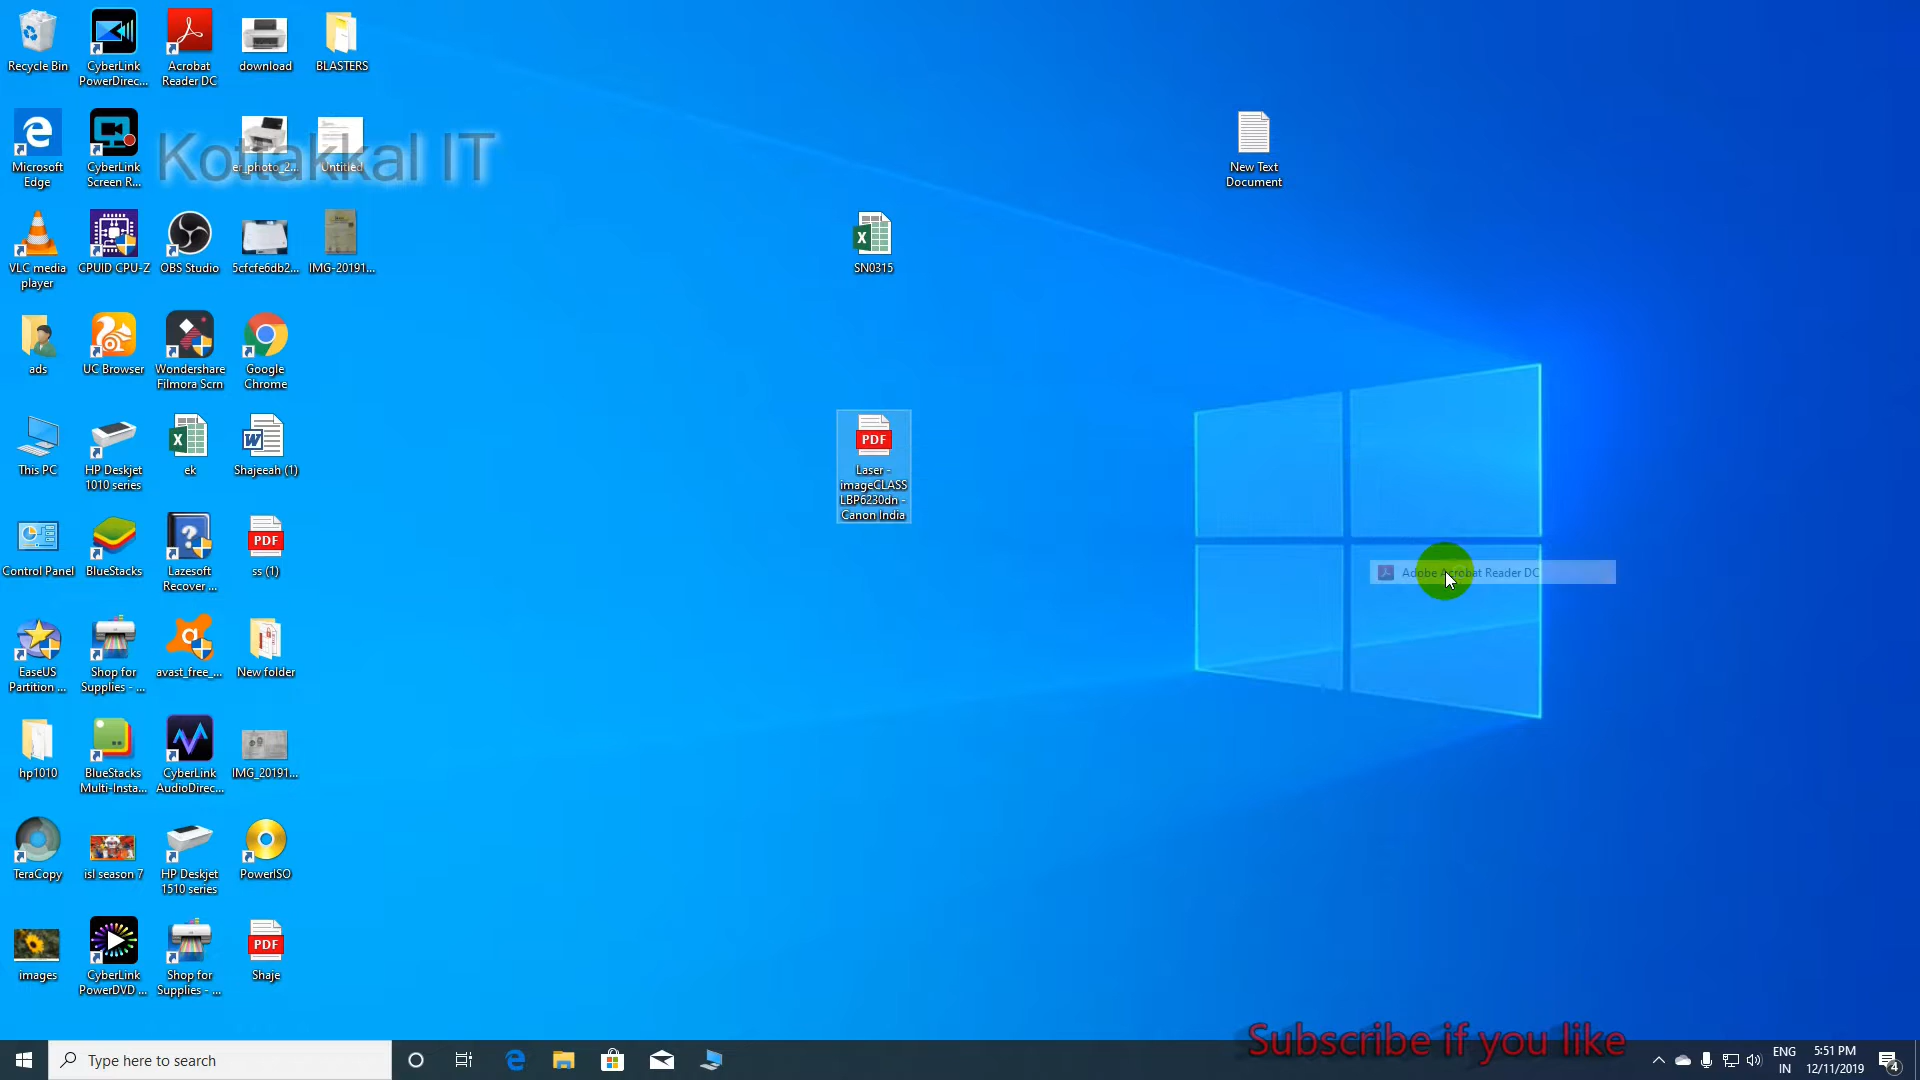 Recycle Bin
CyberLink
PowerDirec...
Acrobat
Reader DC
download
BLASTERS
Microsoft
Edge
CyberLink
Screen R...
Kottakkal IT
er_photo_2...
Untitled
New Text
Document
VLC media
player
CPUID CPU-Z
OBS Studio
5cfcfe6db2...
IMG-20191...
SN0315
ads
UC Browser
Wondershare
Filmora Scrn
Google
Chrome
This PC
HP Deskjet
1010 series
ek
Shajeeah (1)
PDF
Laser -
imageCLASS
LBP6230dn -
Canon India
Control Panel
BlueStacks
Lazesoft
Recover ...
PDF
ss (1)
Adobe Acrobat Reader DC
EaseUS
Partition ...
Shop for
Supplies - ...
avast_free_...
New folder
hp1010
BlueStacks
Multi-Insta...
CyberLink
AudioDirec...
IMG_20191...
TeraCopy
isl season 7
HP Deskjet
1510 series
PowerISO
images
CyberLink
PowerDVD ...
Shop for
Supplies - ...
PDF
Shaje
Subscribe if you like
Type here to search
ENG
IN
5:51 PM
12/11/2019
4